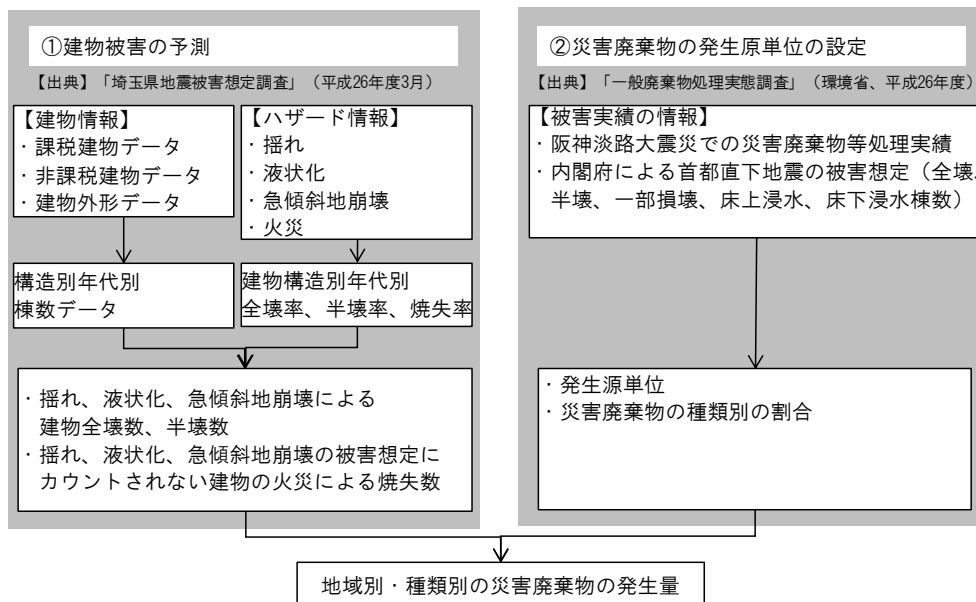 ①建物被害の予測
【出典】「埼玉県地震被害想定調査」（平成26年度3月）
【建物情報】
・課税建物データ
・非課税建物データ
・建物外形データ
【ハザード情報】
・揺れ
・液状化
・急傾斜地崩壊
・火災
構造別年代別
棟数データ
建物構造別年代別
全壊率、半壊率、焼失率
・揺れ、液状化、急傾斜地崩壊による
建物全壊数、半壊数
・揺れ、液状化、急傾斜地崩壊の被害想定に
カウントされない建物の火災による焼失数
②災害廃棄物の発生原単位の設定
【出典】「一般廃棄物処理実態調査」（環境省、平成26年度）
【被害実績の情報】
・阪神淡路大震災での災害廃棄物等処理実績
・内閣府による首都直下地震の被害想定（全壊、
半壊、一部損壊、床上浸水、床下浸水棟数）
・発生源単位
・災害廃棄物の種類別の割合
地域別・種類別の災害廃棄物の発生量